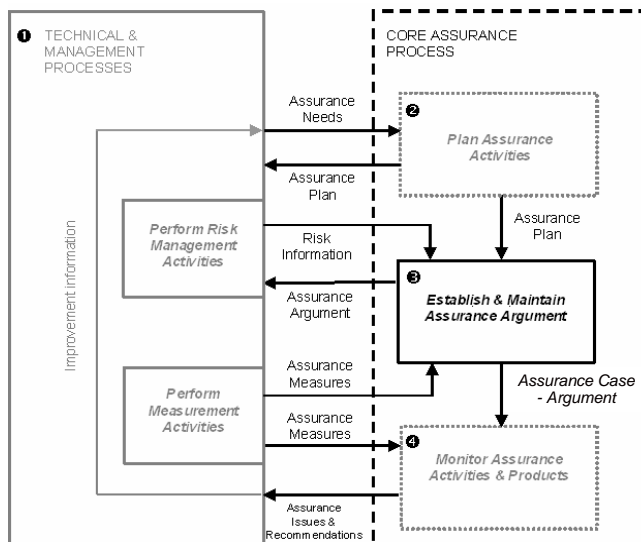 ❶ TECHNICAL &
MANAGEMENT
PROCESSES
CORE ASSURANCE
PROCESS
Assurance
Needs
❷
Plan Assurance
Activities
Assurance
Plan
Assurance
Plan
Improvement information
Perform Risk
Management
Activities
Risk
Information
❸
Establish & Maintain
Assurance Argument
Assurance
Argument
Assurance
Measures
Perform
Measurement
Activities
Assurance Case
- Argument
Assurance
Measures
❹
Monitor Assurance
Activities & Products
Assurance
Issues &
Recommendations